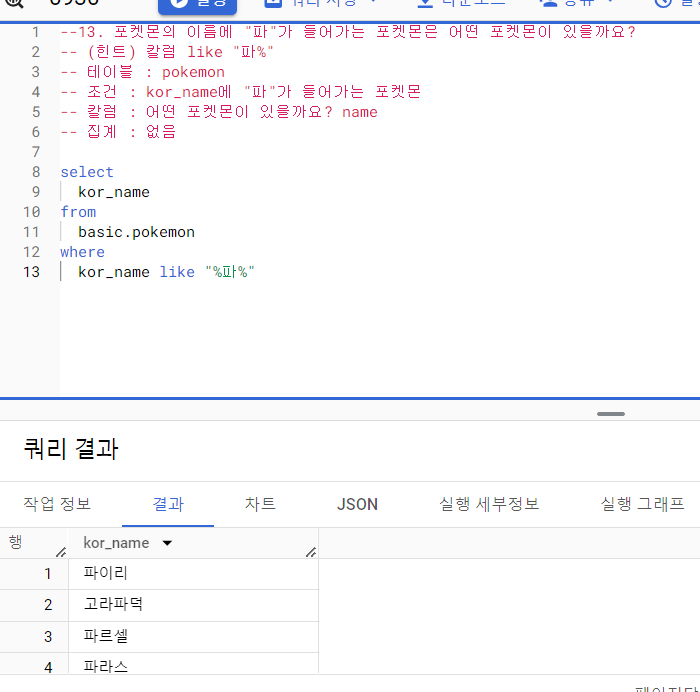 1 --13. 포켓몬의 이름에 "파"가 들어가는 포켓몬은 어떤 포켓몬이 있을까요?
2 -- (힌트) 칼럼 like "파%"
3 -- 테이블 : pokemon
4 -- 조건 : kor_name에 "파"가 들어가는 포켓몬
5 -- 칼럼 : 어떤 포켓몬이 있을까요? name
6 -- 집계 : 없음
7
8 select
9 kor_name
10 from
11 basic.pokemon
12 where
13 kor_name like "%파%"
쿼리 결과
작업 정보 결과 차트 JSON 실행 세부정보 실행 그래프
행 kor_name
1 파이리
2 고라파덕
3 파르셀
4 파라스